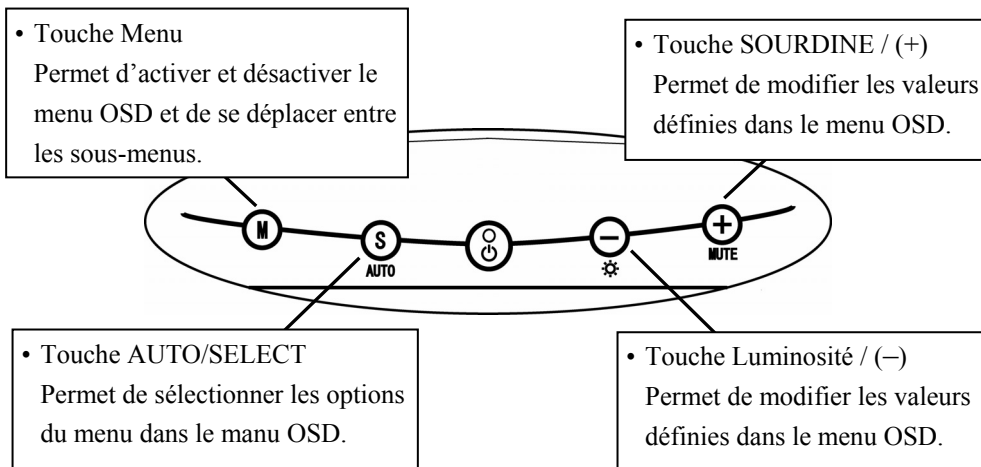 • Touche Menu
Permet d’activer et désactiver le
menu OSD et de se déplacer entre
les sous-menus.
• Touche SOURDINE / (+)
Permet de modifier les valeurs
définies dans le menu OSD.
M
S
AUTO
MUTE
• Touche AUTO/SELECT
Permet de sélectionner les options
du menu dans le manu OSD.
• Touche Luminosité / (−)
Permet de modifier les valeurs
définies dans le menu OSD.